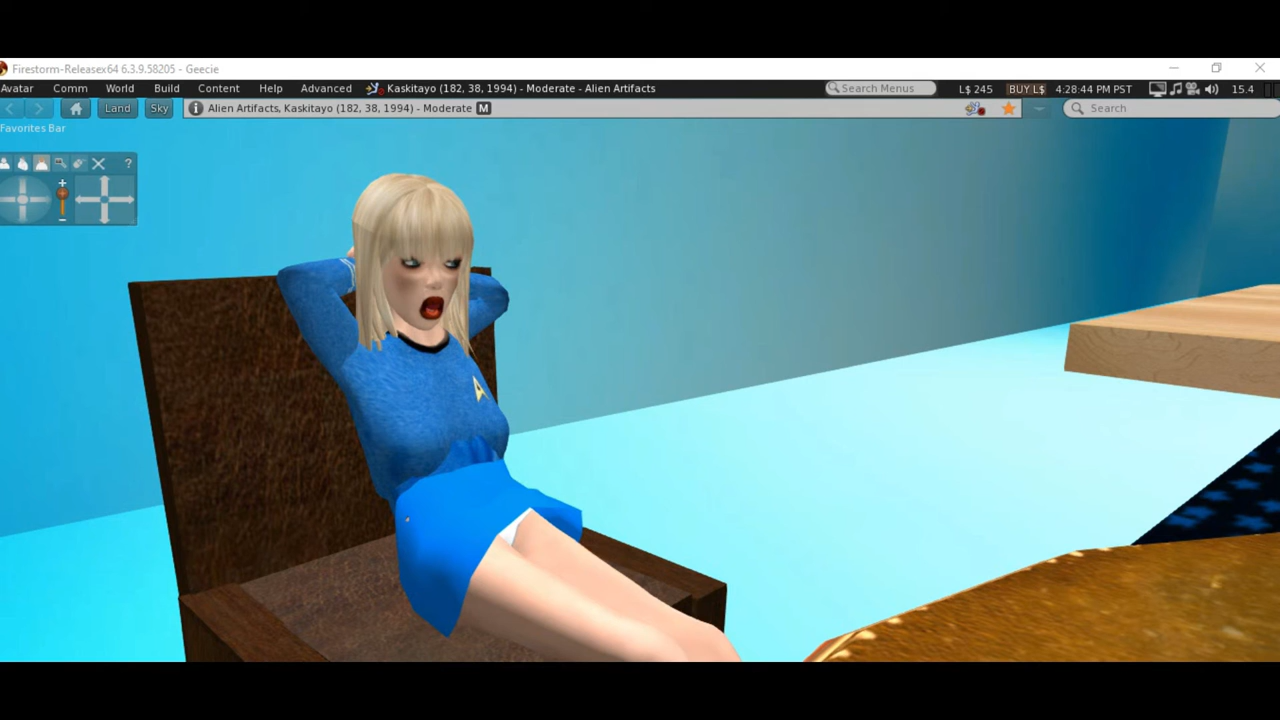 Firestorm-Releasex64 6.3.9.58205 - Geecie
Avatar Comm World Build Content Help Advanced Kaskitayo (182, 38, 1994) - Moderate - Alien Artifacts Search Menus L$ 245 BUY L$ 4:28:44 PM PST 15.4
Land Sky Alien Artifacts, Kaskitayo (182, 38, 1994) - Moderate M Search
Favorites Bar
?